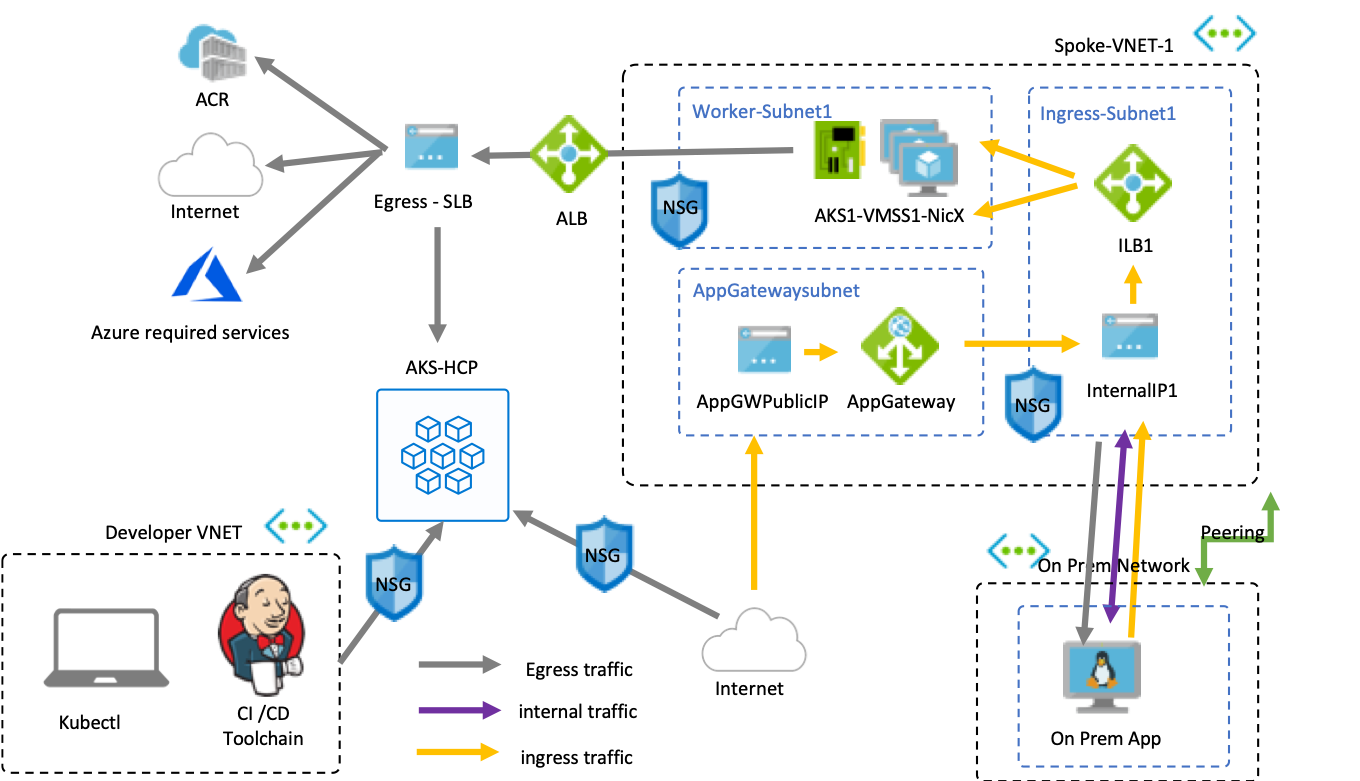 Spoke-VNET-1
ACR
Internet
Azure required services
Egress - SLB
ALB
Worker-Subnet1
NSG
AKS1-VMSS1-NicX
Ingress-Subnet1
ILB1
AppGatewaysubnet
AppGWPublicIP
AppGateway
InternalIP1
NSG
AKS-HCP
Developer VNET
NSG
NSG
Kubectl
CI /CD
Toolchain
Internet
Egress traffic
internal traffic
ingress traffic
Peering
On Prem Network
On Prem App